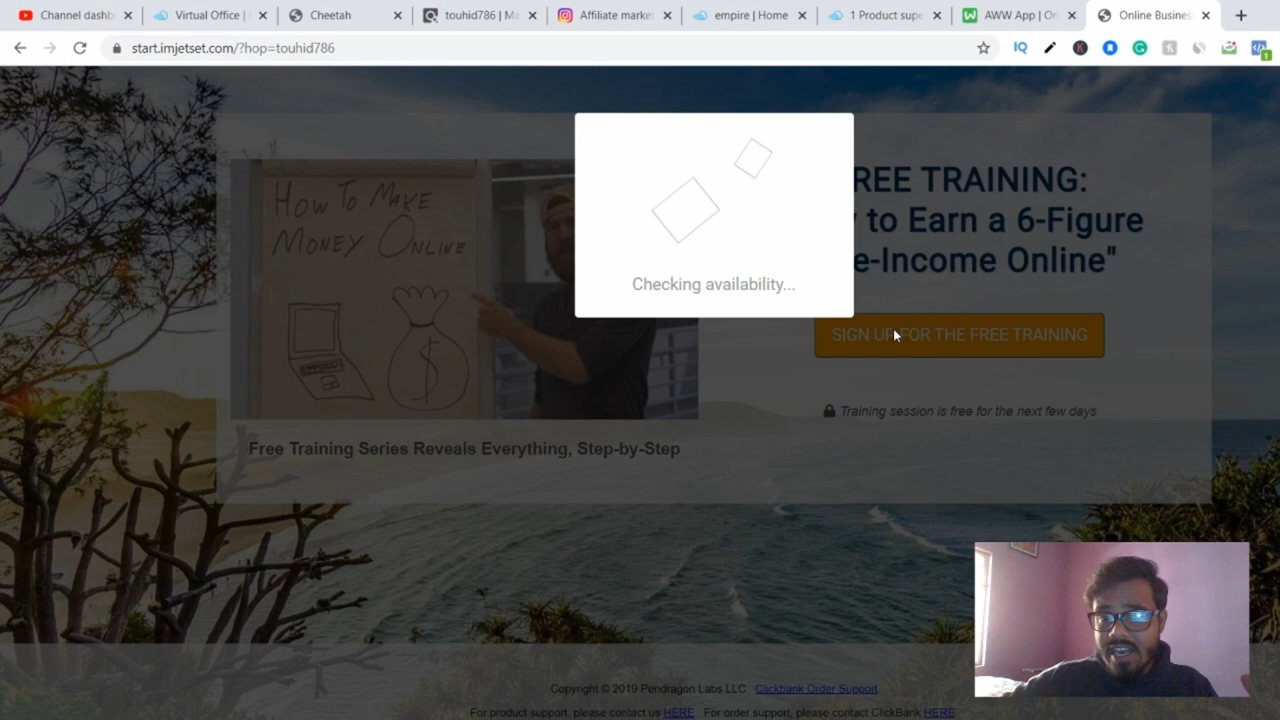 Channel dashb
Virtual Office |
Cheetah
touhid786 | Ma
Affiliate market
empire | Home
1 Product supe
AWW App | On
Online Busines
start.imjetset.com/?hop=touhid786
HOW TO MAKE
MONEY ONLINE
$
Free Training Series Reveals Everything, Step-by-Step
Checking availability...
REE TRAINING:
to Earn a 6-Figure
e-Income Online"
SIGN UP FOR THE FREE TRAINING
Training session is free for the next few days
Copyright © 2019 Pendragon Labs LLC. Clickbank Order Support
For product support, please contact us HERE. For order support, please contact ClickBank HERE